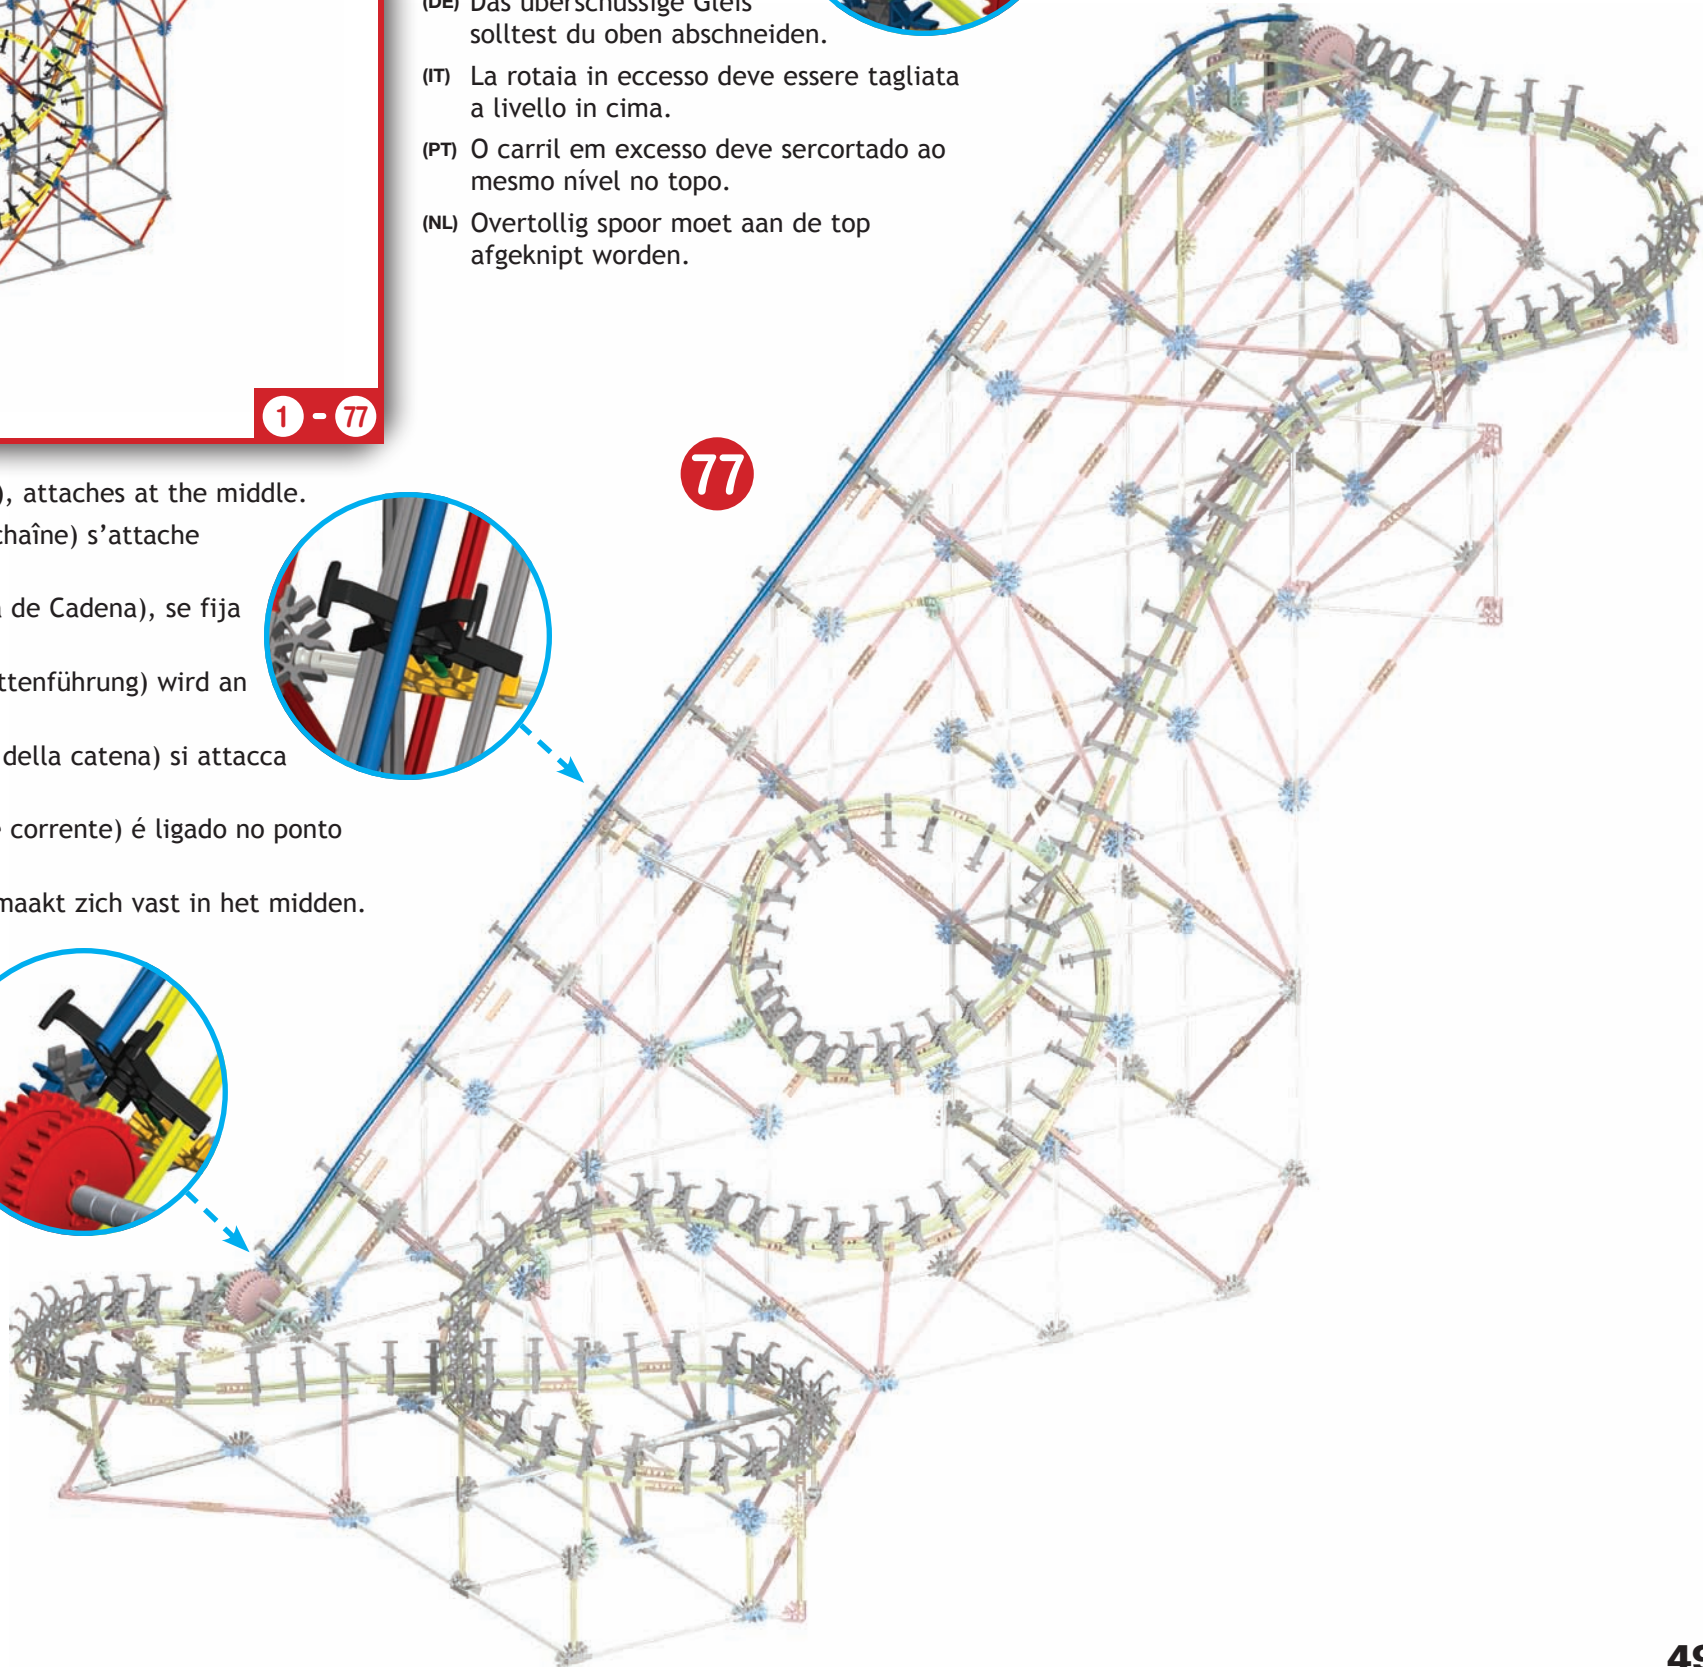 (DE) Das überschüssige Gleis
solltest du oben abschneiden.
(IT) La rotaia in eccesso deve essere tagliata
a livello in cima.
(PT) O carril em excesso deve sercortado ao
mesmo nível no topo.
(NL) Overtollig spoor moet aan de top
afgeknipt worden.
1 - 77
77
), attaches at the middle.
chaîne) s’attache
de Cadena), se fija
ttenführung) wird an
della catena) si attacca
corrente) é ligado no ponto
maakt zich vast in het midden.
49